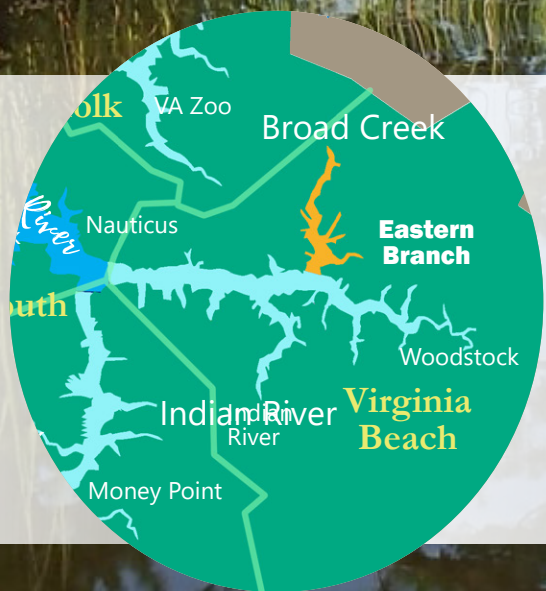 olk
VA Zoo
Broad Creek
River
Nauticus
Eastern
Branch
outh
Woodstock
Indian River
Indian
River
Virginia
Beach
Money Point